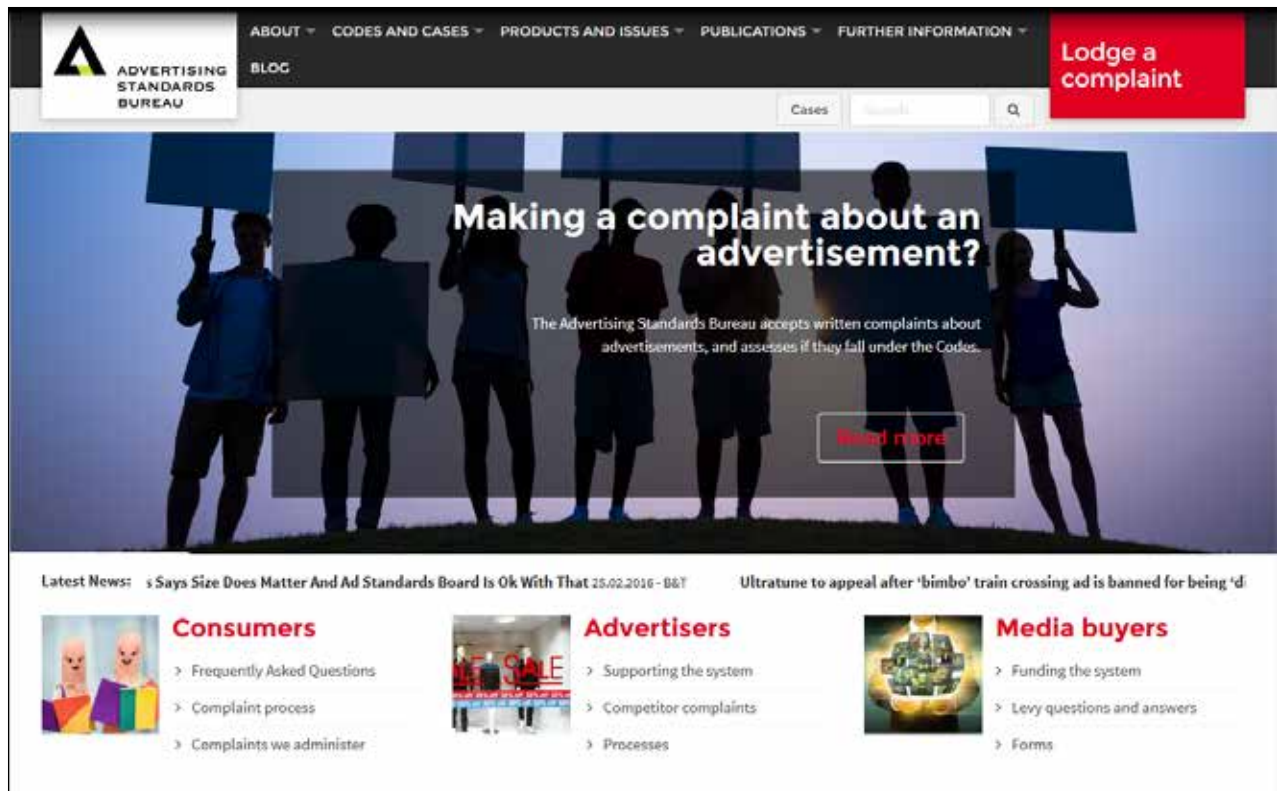 ABOUT CODES AND CASES PRODUCTS AND ISSUES PUBLICATIONS FURTHER INFORMATION
BLOG
ADVERTISING
STANDARDS
BUREAU
Lodge a
complaint
Cases
Making a complaint about an
advertisement?
The Advertising Standards Bureau accepts written complaints about
advertisements, and assesses if they fall under the Codes.
Read more
Latest News: s Says Size Does Matter And Ad Standards Board Is Ok With That 25.02.2016 - B&T Ultratune to appeal after ‘bimbo’ train crossing ad is banned for being ‘d
Consumers
Frequently Asked Questions
Complaint process
Complaints we administer
SALE
Advertisers
Supporting the system
Competitor complaints
Processes
Media buyers
Funding the system
Levy questions and answers
Forms